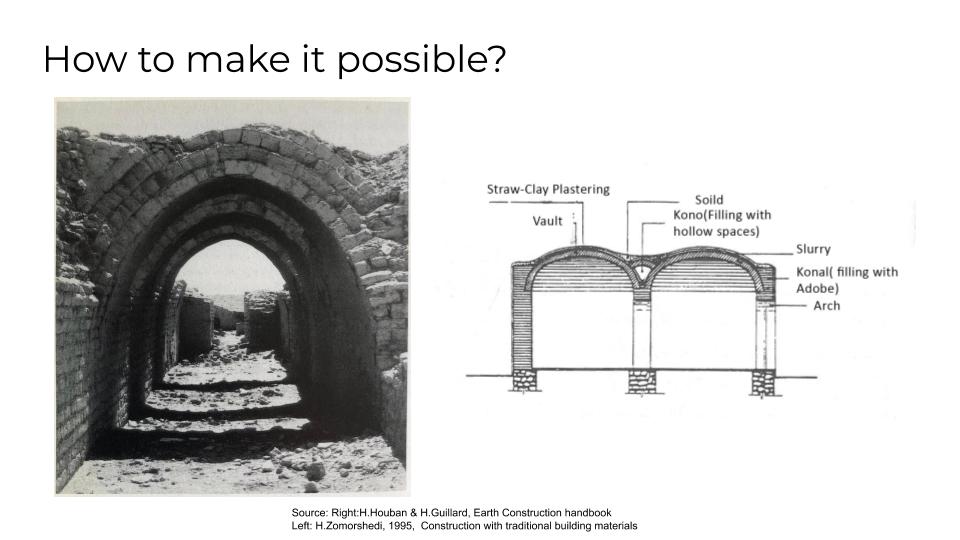 How to make it possible?
Straw-Clay Plastering
Soild
Vault
Kono(Filling with
hollow spaces)
Slurry
Konal( filling with
Adobe)
Arch
Source: Right:H.Houban & H.Guillard, Earth Construction handbook
Left: H.Zomorshedi, 1995,  Construction with traditional building materials